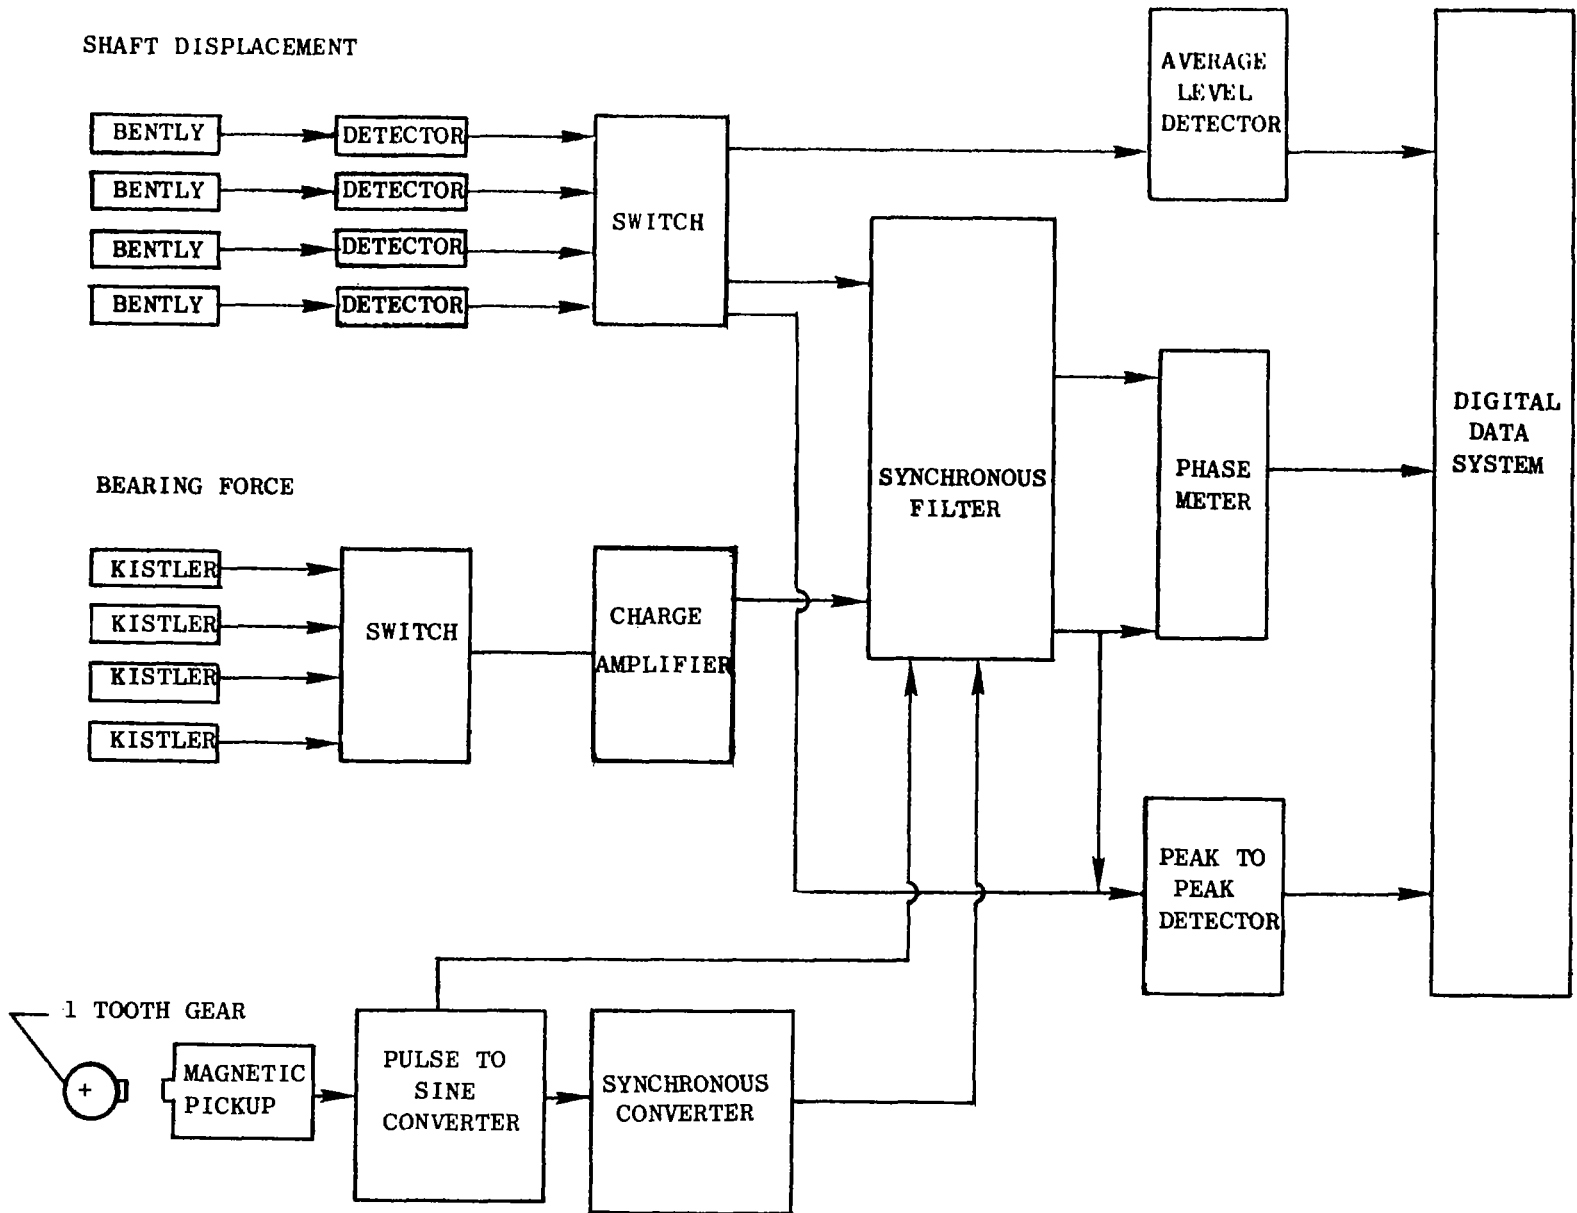 SHAFT DISPLACEMENT
BENTLY
DETECTOR
BENTLY
DETECTOR
BENTLY
DETECTOR
BENTLY
DETECTOR
SWITCH
AVERAGE
LEVEL
DETECTOR
SYNCHRONOUS
FILTER
PHASE
METER
DIGITAL
DATA
SYSTEM
BEARING FORCE
KISTLER
KISTLER
KISTLER
KISTLER
SWITCH
CHARGE
AMPLIFIER
PEAK TO
PEAK
DETECTOR
1 TOOTH GEAR
+
MAGNETIC
PICKUP
PULSE TO
SINE
CONVERTER
SYNCHRONOUS
CONVERTER